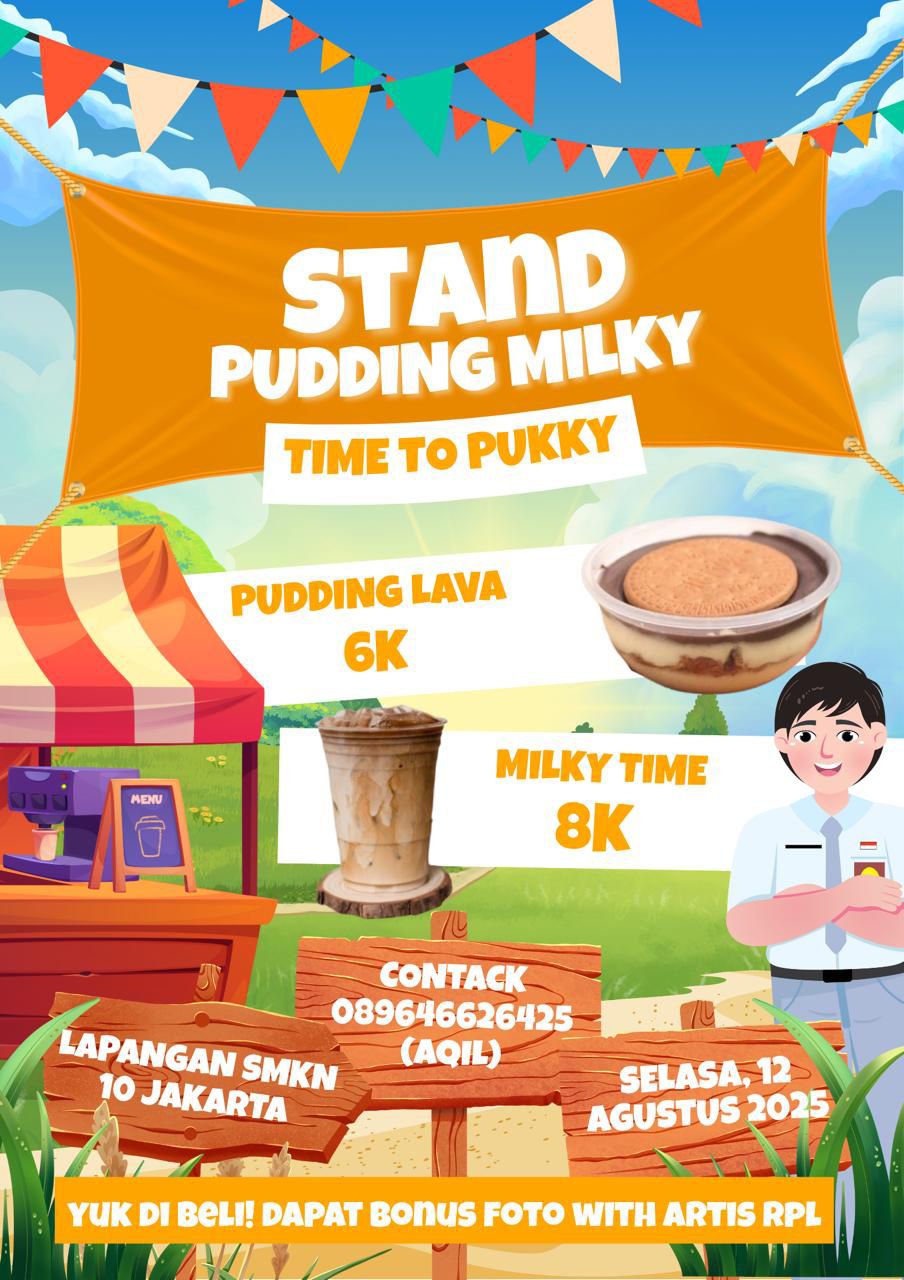 STAND
PUDDING MILKY
TIME TO PUKKY
PUDDING LAVA
6K
MILKY TIME
8K
MENU
CONTACK
089646626425
(AQIL)
LAPANGAN SMKN
10 JAKARTA
SELASA, 12
AGUSTUS 2025
YUK DI BELI! DAPAT BONUS FOTO WITH ARTIS RPL